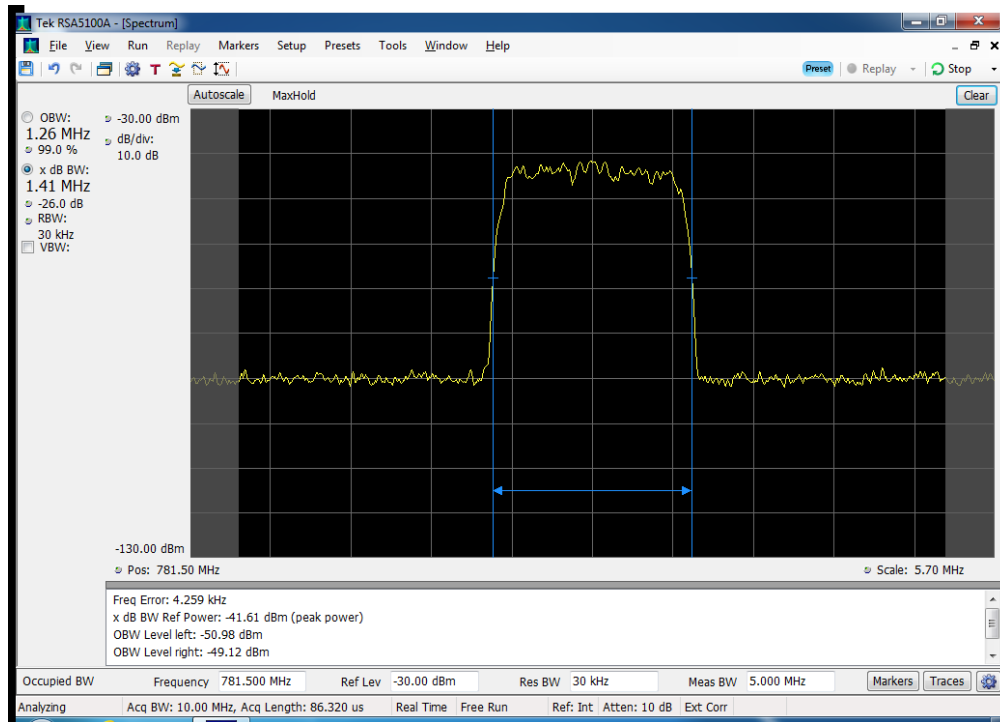 Tek RSA5100A - [Spectrum]
File View Run Replay Markers Setup Presets Tools Window Help
T Preset Replay Stop
Autoscale MaxHold Clear
OBW:
1.26 MHz
99.0 %
x dB BW:
1.41 MHz
-26.0 dB
RBW:
30 kHz
VBW:
-30.00 dBm
dB/div:
10.0 dB
-130.00 dBm
Pos: 781.50 MHz Scale: 5.70 MHz
Freq Error: 4.259 kHz
x dB BW Ref Power: -41.61 dBm (peak power)
OBW Level left: -50.98 dBm
OBW Level right: -49.12 dBm
Occupied BW Frequency 781.500 MHz Ref Lev -30.00 dBm Res BW 30 kHz Meas BW 5.000 MHz Markers Traces
Analyzing Acq BW: 10.00 MHz, Acq Length: 86.320 us Real Time Free Run Ref: Int Atten: 10 dB Ext Corr